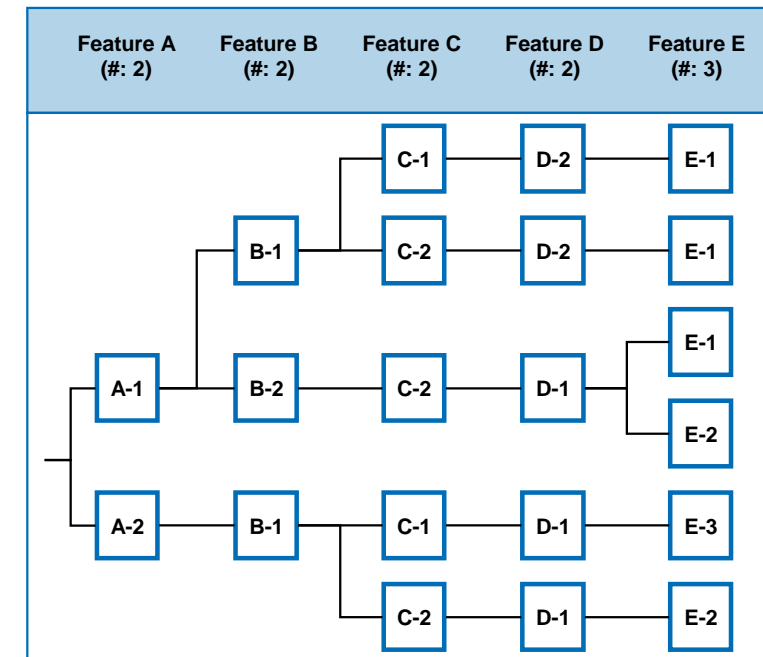 Feature A Feature B Feature C Feature D Feature E
(#: 2) (#: 2) (#: 2) (#: 2) (#: 3)
C-1 D-2 E-1
B-1 C-2 D-2 E-1
E-1
A-1 B-2 C-2 D-1
E-2
A-2 B-1 C-1 D-1 E-3
C-2 D-1 E-2